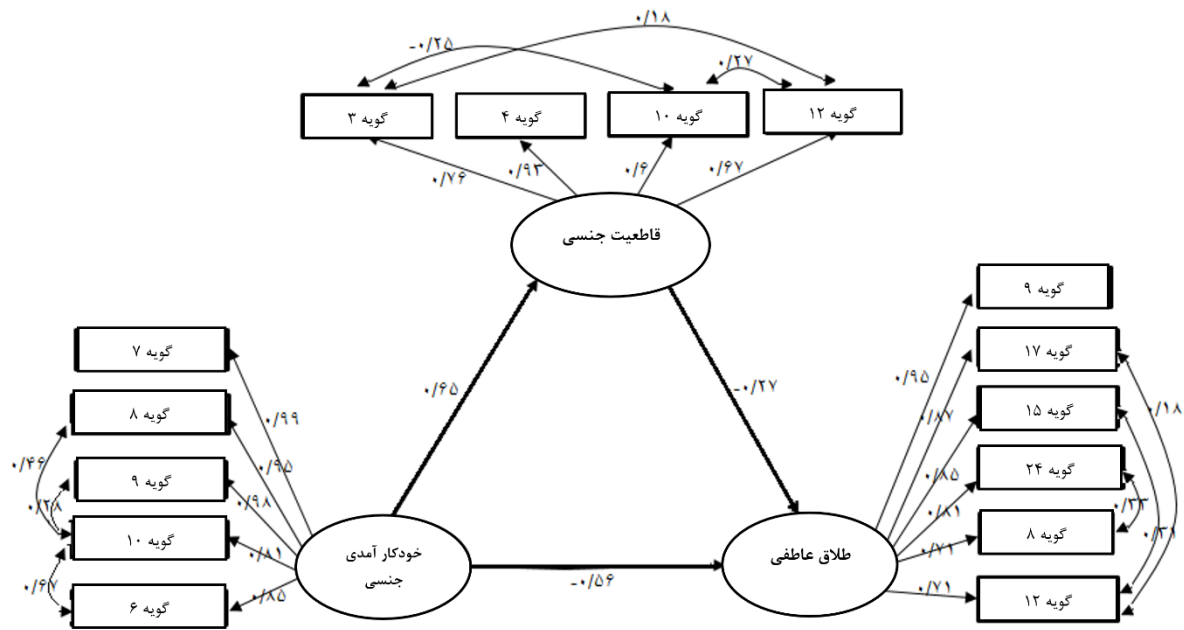 ۰/۱۸
-۰/۲۵
۰/۲۷
گویه ۳
گویه ۴
گویه ۱۰
گویه ۱۲
۰/۷۶
۰/۹۳
۰/۶
۰/۶۷
قاطعیت جنسی
گویه ۹
گویه ۱۷
گویه ۱۵
گویه ۲۴
گویه ۸
گویه ۱۲
۰/۹۵
۰/۸۷
۰/۸۵
۰/۸۱
۰/۷۱
۰/۷۱
۰/۱۸
۰/۳۳
۰/۳۱
گویه ۷
گویه ۸
گویه ۹
گویه ۱۰
گویه ۶
۰/۴۶
۰/۲۸
۰/۶۷
۰/۹۹
۰/۹۵
۰/۹۸
۰/۸۱
۰/۸۵
۰/۶۵
-۰/۲۷
خودکار آمدی
جنسی
طلاق عاطفی
-۰/۵۶